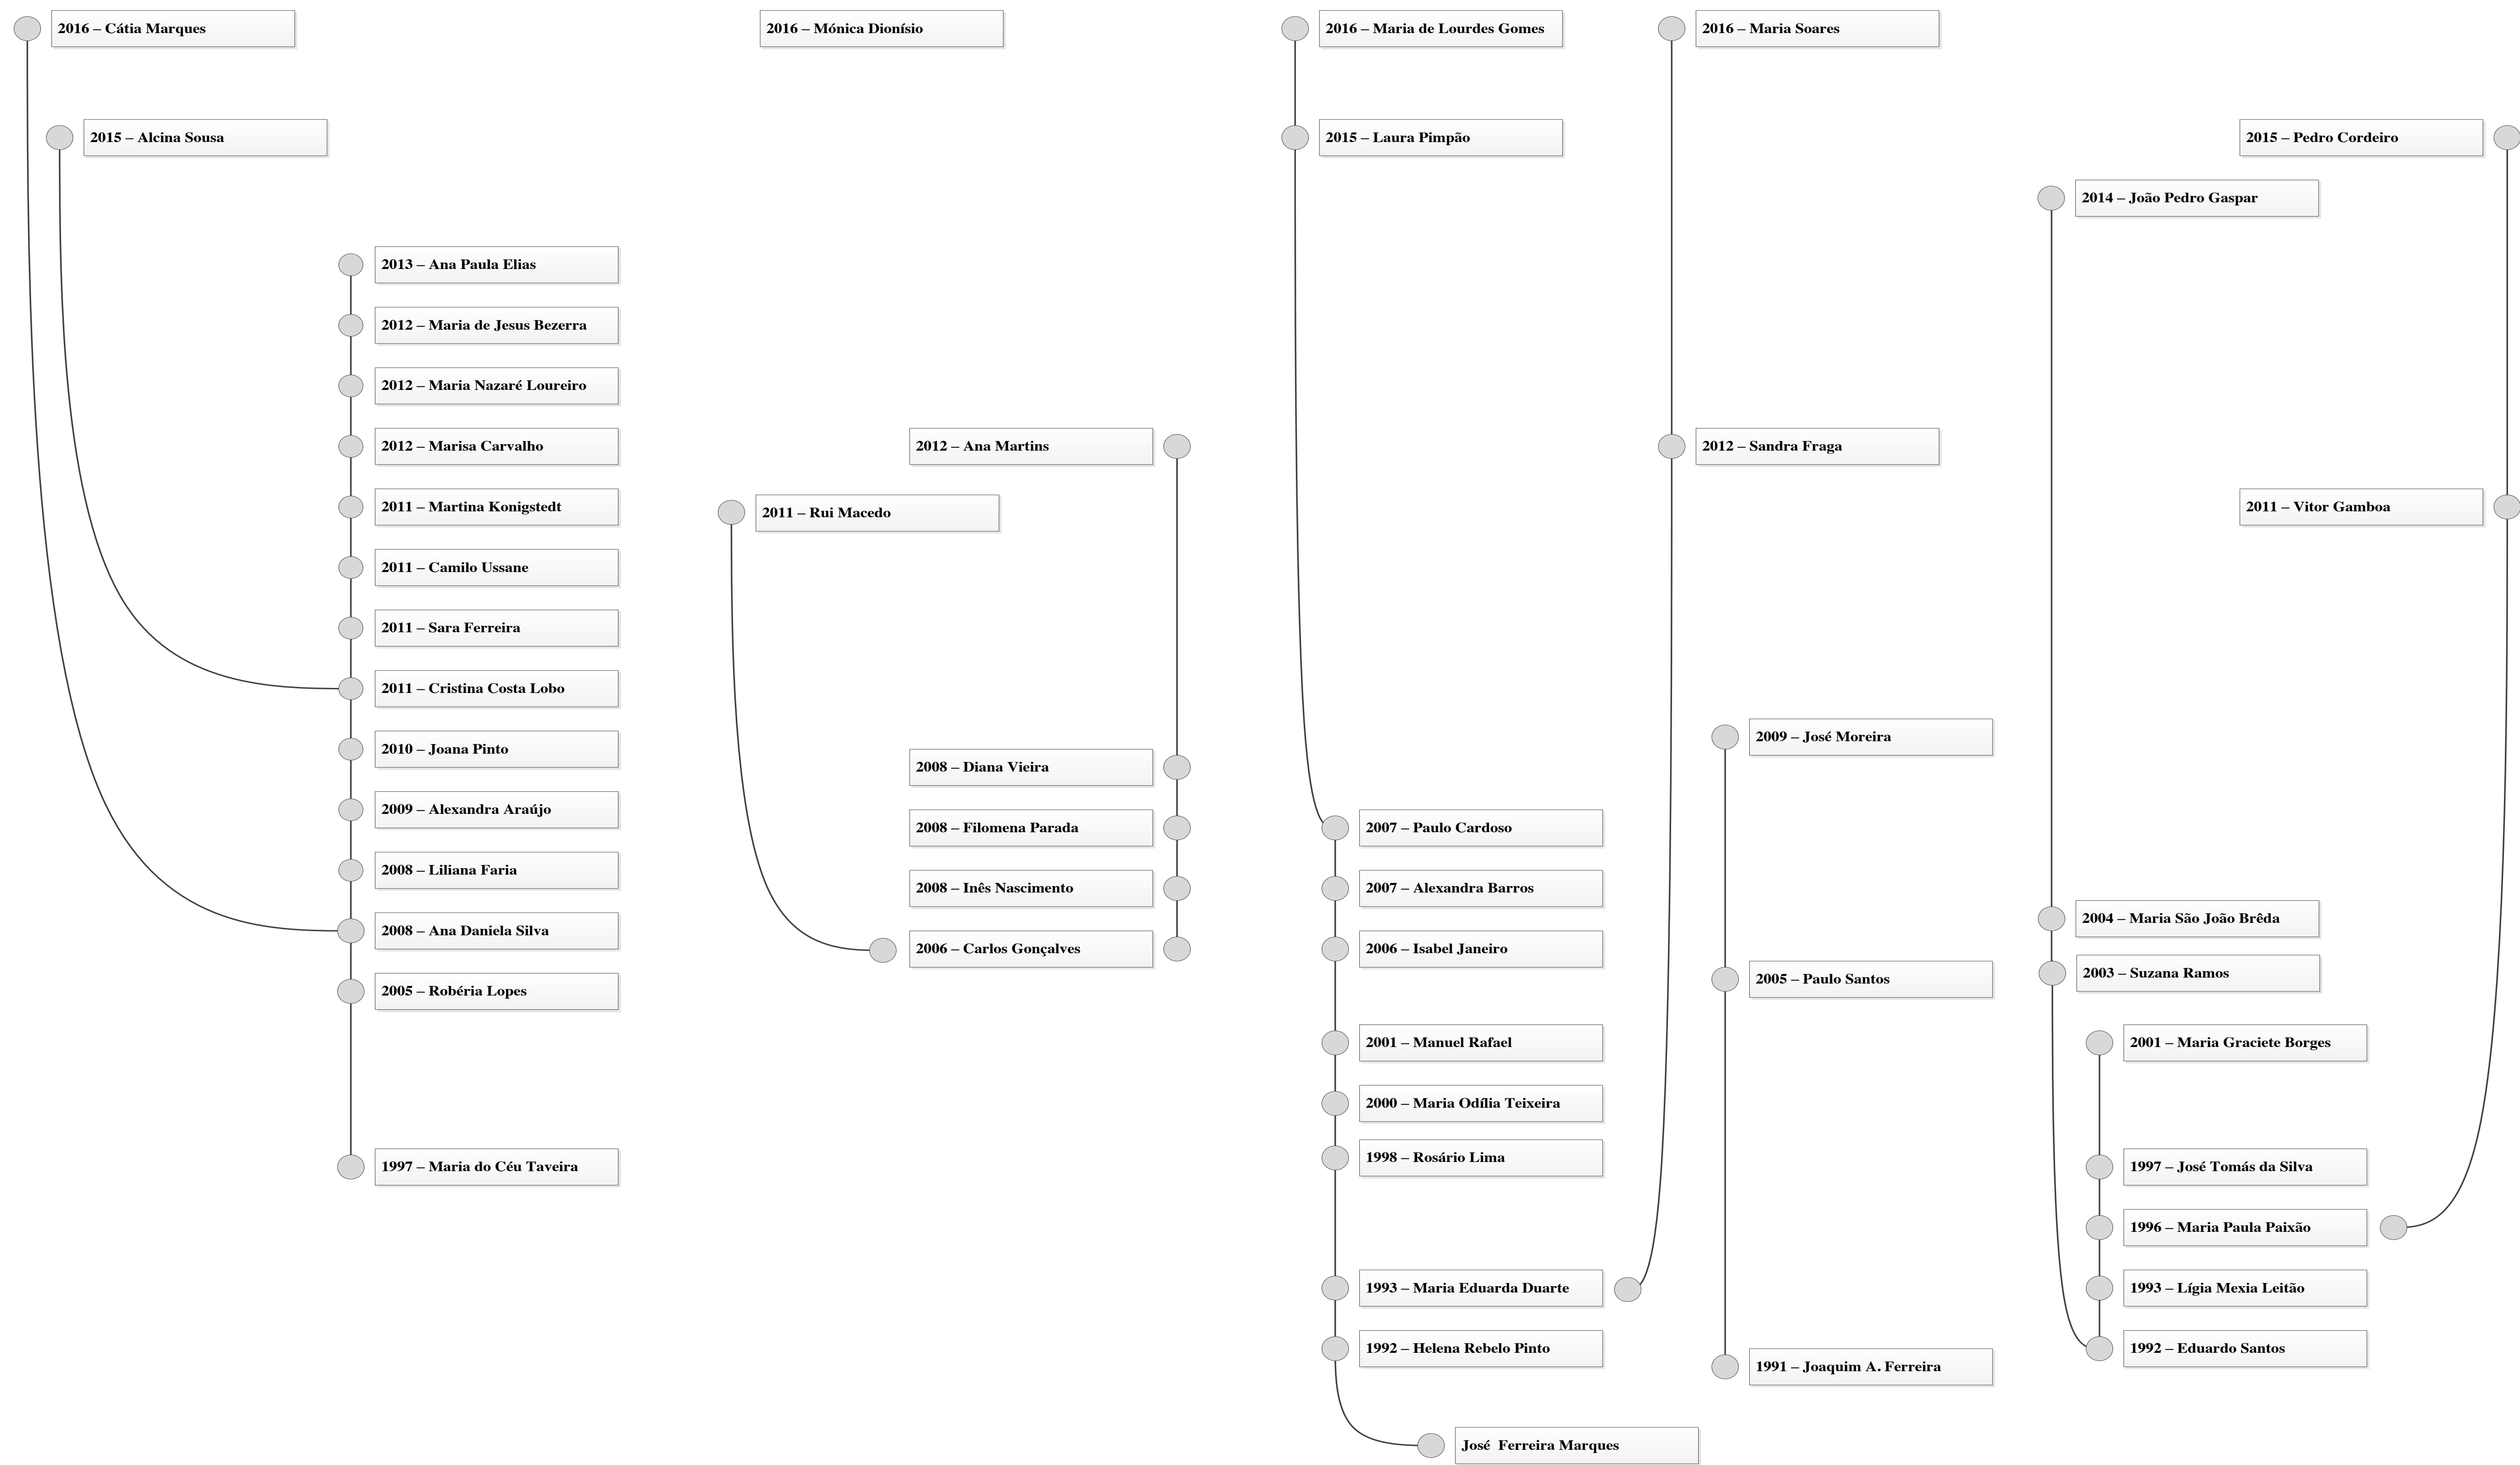 2016 – Cátia Marques
2016 – Mónica Dionísio
2016 – Maria de Lourdes Gomes
2016 – Maria Soares
2015 – Alcina Sousa
2015 – Laura Pimpão
2015 – Pedro Cordeiro
2014 – João Pedro Gaspar
2013 – Ana Paula Elias
2012 – Maria de Jesus Bezerra
2012 – Maria Nazaré Loureiro
2012 – Marisa Carvalho
2012 – Ana Martins
2012 – Sandra Fraga
2011 – Martina Konigstedt
2011 – Rui Macedo
2011 – Vitor Gamboa
2011 – Camilo Ussane
2011 – Sara Ferreira
2011 – Cristina Costa Lobo
2010 – Joana Pinto
2009 – José Moreira
2008 – Diana Vieira
2009 – Alexandra Araújo
2008 – Filomena Parada
2007 – Paulo Cardoso
2008 – Liliana Faria
2008 – Inês Nascimento
2007 – Alexandra Barros
2004 – Maria São João Brêda
2008 – Ana Daniela Silva
2006 – Carlos Gonçalves
2006 – Isabel Janeiro
2003 – Suzana Ramos
2005 – Paulo Santos
2005 – Robéria Lopes
2001 – Manuel Rafael
2001 – Maria Graciete Borges
2000 – Maria Odília Teixeira
1998 – Rosário Lima
1997 – Maria do Céu Taveira
1997 – José Tomás da Silva
1996 – Maria Paula Paixão
1993 – Maria Eduarda Duarte
1993 – Lígia Mexia Leitão
1992 – Helena Rebelo Pinto
1992 – Eduardo Santos
1991 – Joaquim A. Ferreira
José  Ferreira Marques